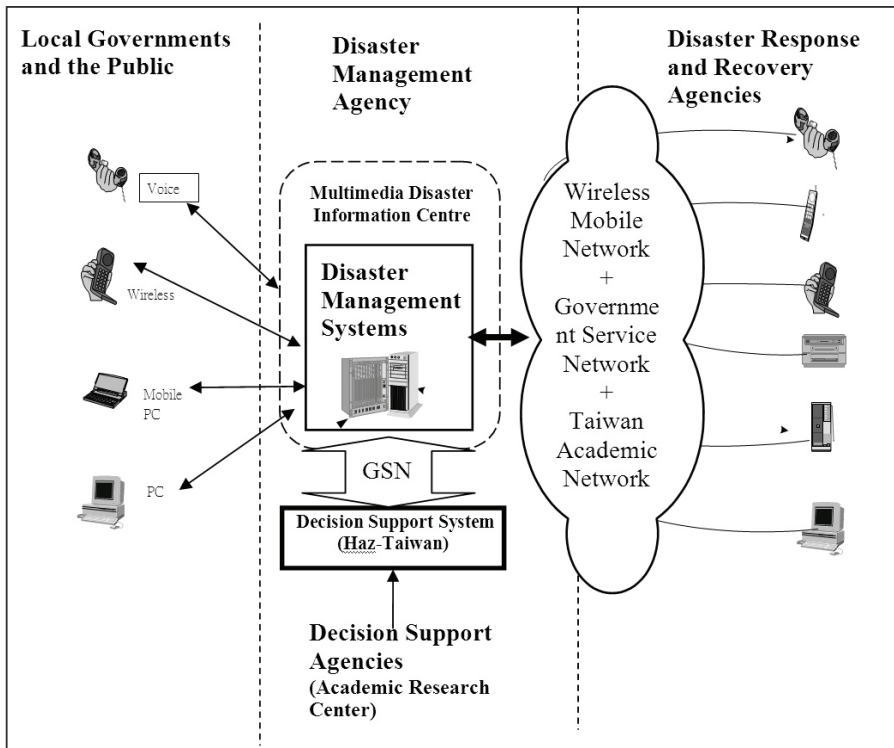 Local Governments
and the Public
Voice
Wireless
Mobile
PC
PC
Disaster
Management
Agency
Multimedia Disaster
Information Centre
Disaster
Management
Systems
GSN
Decision Support System
(Haz-Taiwan)
Decision Support
Agencies
(Academic Research
Center)
Wireless
Mobile
Network
+
Governme
nt Service
Network
+
Taiwan
Academic
Network
Disaster Response
and Recovery
Agencies